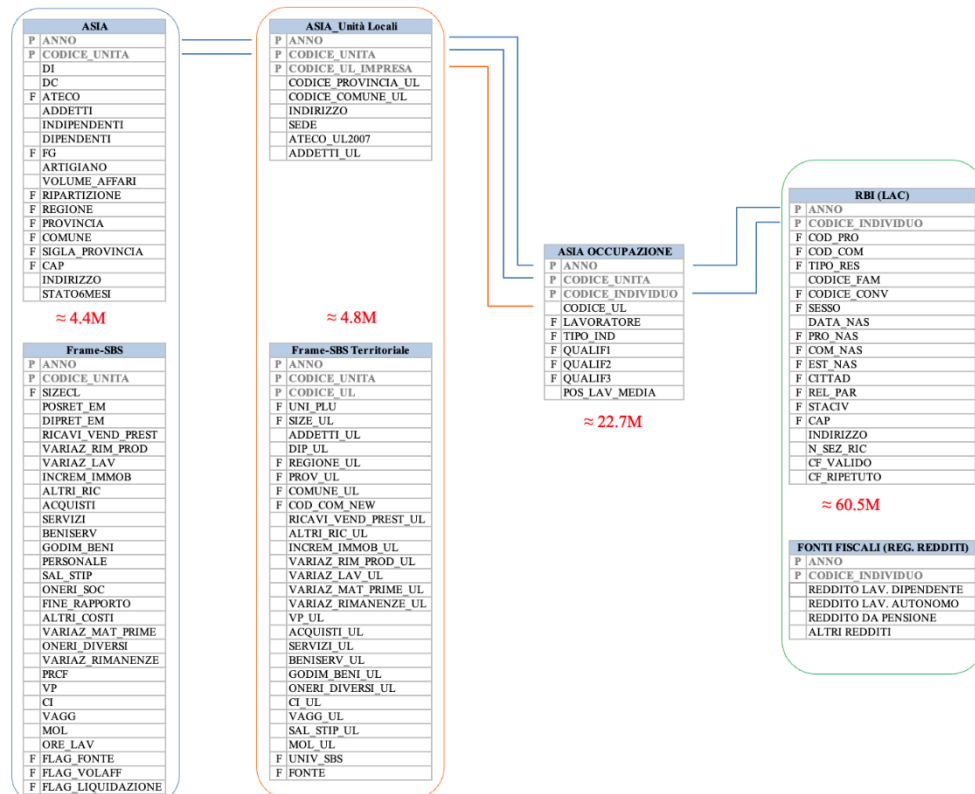 ASIA
P ANNO
P CODICE_UNITA
DI
DC
F ATECO
ADDETTI
INDIPENDENTI
DIPENDENTI
F FG
ARTIGIANO
VOLUME_AFFARI
F RIPARTIZIONE
F REGIONE
F PROVINCIA
F COMUNE
F SIGLA_PROVINCIA
F CAP
INDIRIZZO
STATO6MESI
≈ 4.4M
Frame-SBS
P ANNO
P CODICE_UNITA
F SIZECL
POSRET_EM
DIPRET_EM
RICAVI_VEND_PREST
VARIAZ_RIM_PROD
VARIAZ_LAV
INCREM_IMMOB
ALTRI_RIC
ACQUISTI
SERVIZI
BENISERV
GODIM_BENI
PERSONALE
SAL_STIP
ONERI_SOC
FINE_RAPPORTO
ALTRI_COSTI
VARIAZ_MAT_PRIME
ONERI_DIVERSI
VARIAZ_RIMANENZE
PRCF
VP
CI
VAGG
MOL
ORE_LAV
F FLAG_FONTE
F FLAG_VOLAFF
F FLAG_LIQUIDAZIONE
ASIA_Unità Locali
P ANNO
P CODICE_UNITA
P CODICE_UL_IMPRESA
CODICE_PROVINCIA_UL
CODICE_COMUNE_UL
INDIRIZZO
SEDE
ATECO_UL2007
ADDETTI_UL
≈ 4.8M
Frame-SBS Territoriale
P ANNO
P CODICE_UNITA
P CODICE_UL
F UNI_PLU
F SIZE_UL
ADDETTI_UL
DIP_UL
F REGIONE_UL
F PROV_UL
F COMUNE_UL
F COD_COM_NEW
RICAVI_VEND_PREST_UL
ALTRI_RIC_UL
INCREM_IMMOB_UL
VARIAZ_RIM_PROD_UL
VARIAZ_LAV_UL
VARIAZ_MAT_PRIME_UL
VARIAZ_RIMANENZE_UL
VP_UL
ACQUISTI_UL
SERVIZI_UL
BENISERV_UL
GODIM_BENI_UL
ONERI_DIVERSI_UL
CI_UL
VAGG_UL
SAL_STIP_UL
MOL_UL
F UNIV_SBS
F FONTE
ASIA OCCUPAZIONE
P ANNO
P CODICE_UNITA
P CODICE_INDIVIDUO
CODICE_UL
F LAVORATORE
F TIPO_IND
F QUALIF1
F QUALIF2
F QUALIF3
POS_LAV_MEDIA
≈ 22.7M
RBI (LAC)
P ANNO
P CODICE_INDIVIDUO
F COD_PRO
F COD_COM
F TIPO_RES
CODICE_FAM
F CODICE_CONV
F SESSO
DATA_NAS
F PRO_NAS
F COM_NAS
F EST_NAS
F CITTAD
F REL_PAR
F STACIV
F CAP
INDIRIZZO
N_SEZ_RIC
CF_VALIDO
CF_RIPETUTO
≈ 60.5M
FONTI FISCALI (REG. REDDITI)
P ANNO
P CODICE_INDIVIDUO
REDDITO LAV. DIPENDENTE
REDDITO LAV. AUTONOMO
REDDITO DA PENSIONE
ALTRI REDDITI